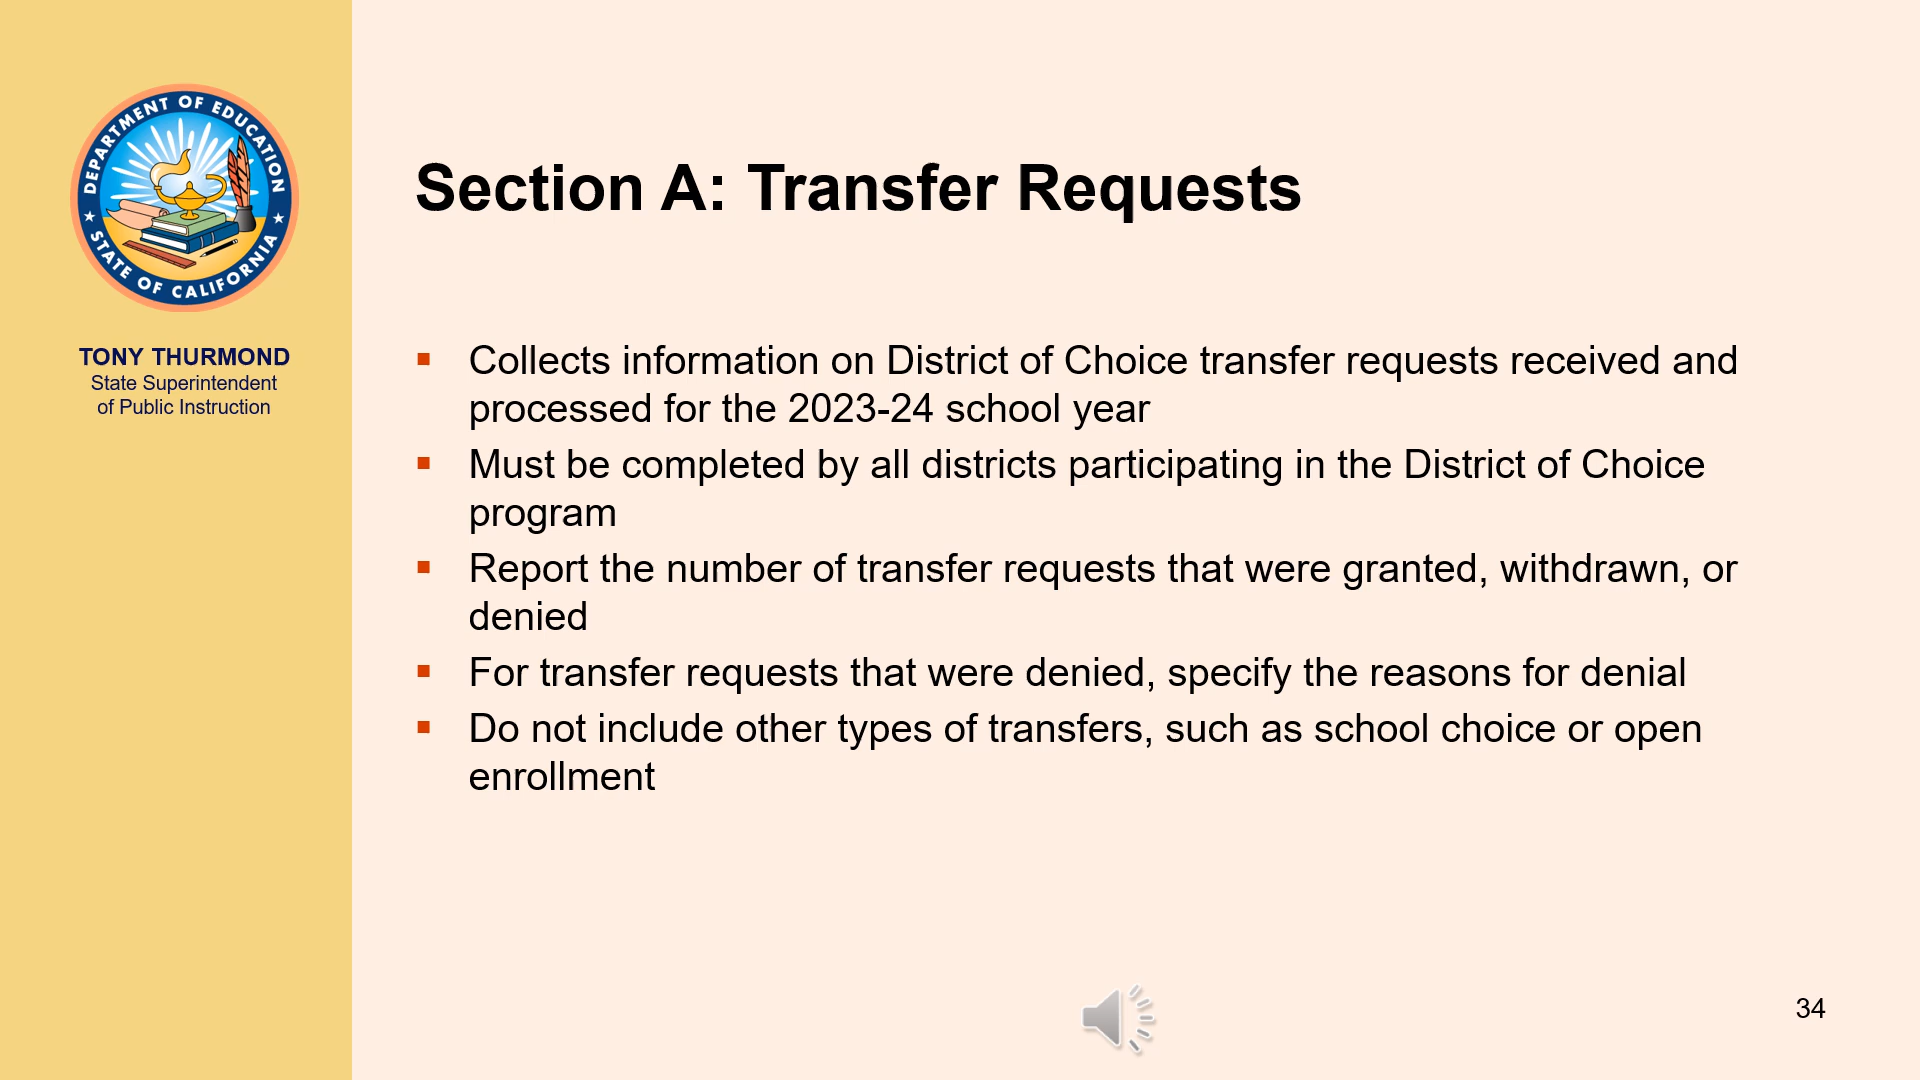 DEPARTMENT OF EDUCATION
STATE OF CALIFORNIA
TONY THURMOND
State Superintendent
of Public Instruction
Section A: Transfer Requests
Collects information on District of Choice transfer requests received and
processed for the 2023-24 school year
Must be completed by all districts participating in the District of Choice
program
Report the number of transfer requests that were granted, withdrawn, or
denied
For transfer requests that were denied, specify the reasons for denial
Do not include other types of transfers, such as school choice or open
enrollment
34